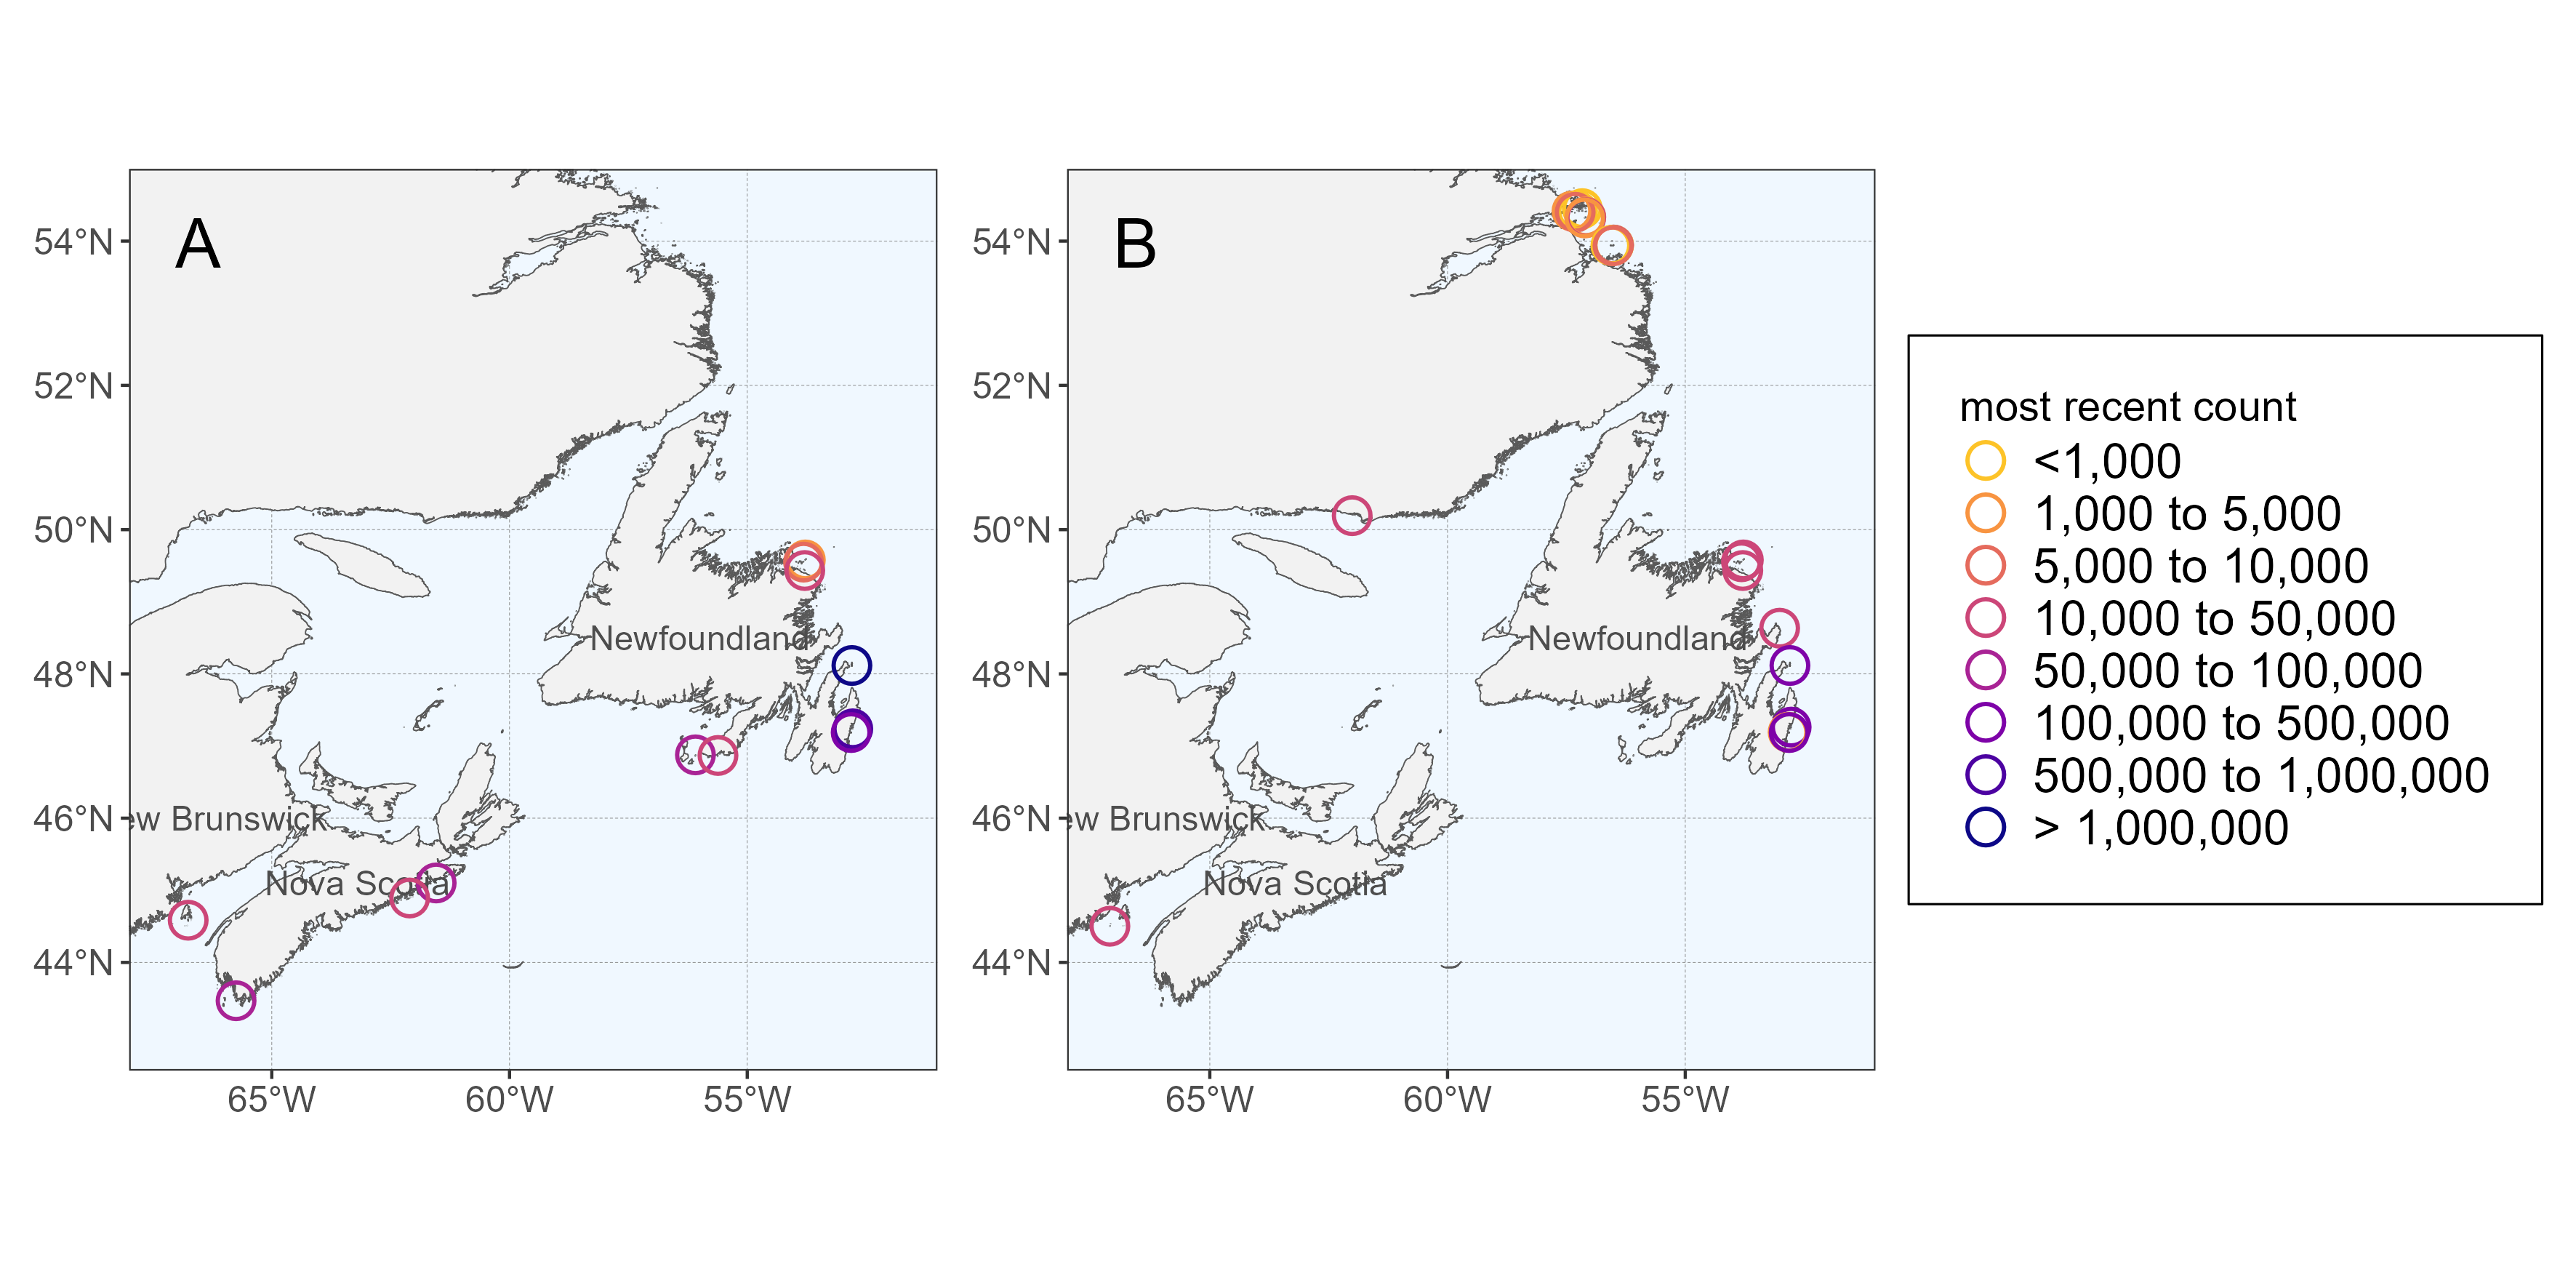 A
54°N
52°N
50°N
48°N
46°N
44°N
65°W
60°W
55°W
Newfoundland
ew Brunswick
Nova Scotia
B
54°N
52°N
50°N
48°N
46°N
44°N
65°W
60°W
55°W
Newfoundland
ew Brunswick
Nova Scotia
most recent count
<1,000
1,000 to 5,000
5,000 to 10,000
10,000 to 50,000
50,000 to 100,000
100,000 to 500,000
500,000 to 1,000,000
> 1,000,000